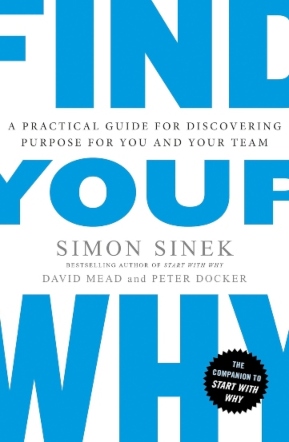 FIND
A PRACTICAL GUIDE FOR DISCOVERING
PURPOSE FOR YOU AND YOUR TEAM
YOUR
SIMON SINEK
BESTSELLING AUTHOR OF START WITH WHY
DAVID MEAD and PETER DOCKER
WHY
THE
COMPANION TO
START WITH
WHY